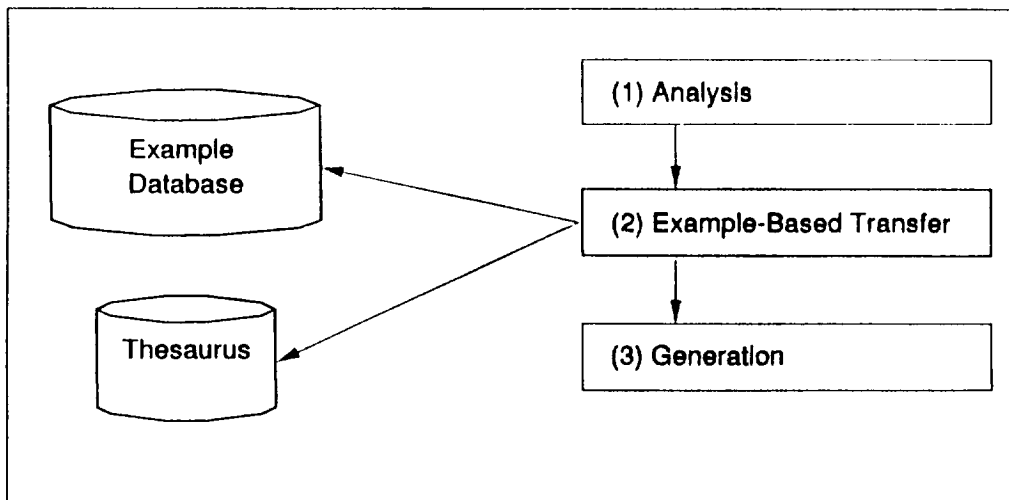 Example
Database
Thesaurus
(1) Analysis
(2) Example-Based Transfer
(3) Generation